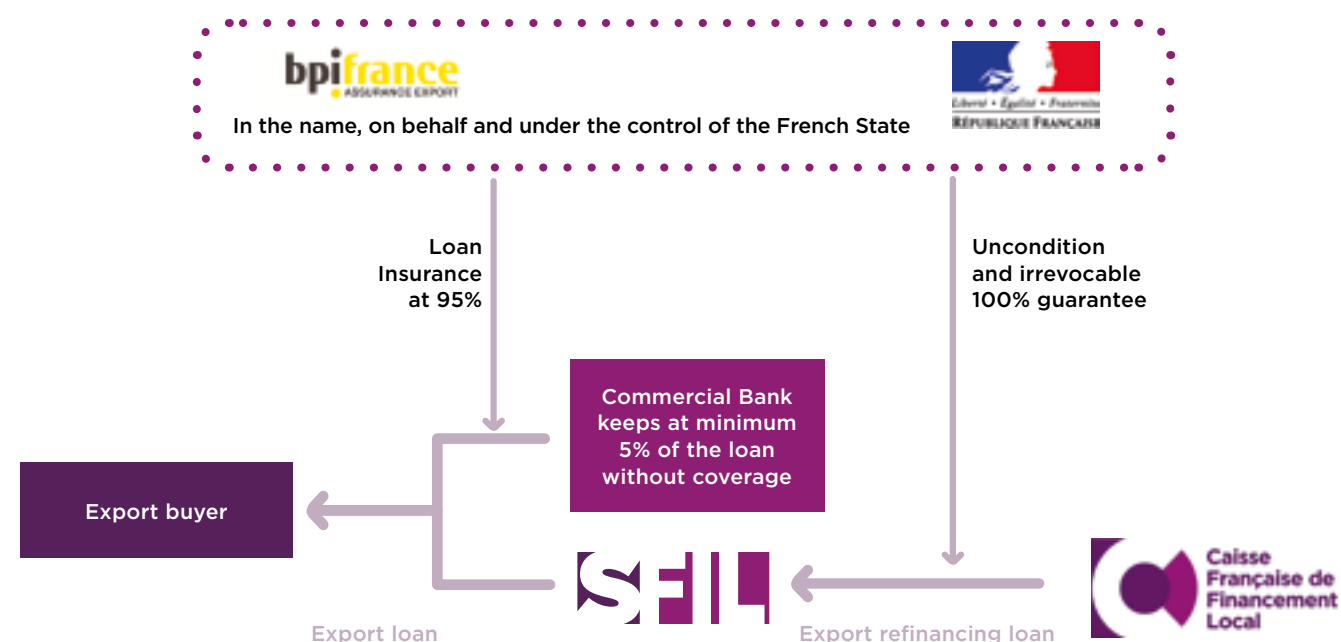 bpifrance
ASSURANCE EXPORT
Liberté • Égalité • Fraternité
RÉPUBLIQUE FRANÇAISE
In the name, on behalf and under the control of the French State
Loan
Insurance
at 95%
Uncondition
and irrevocable
100% guarantee
Commercial Bank
keeps at minimum
5% of the loan
without coverage
Export buyer
SFIL
Caisse
Française de
Financement
Local
Export loan
Export refinancing loan